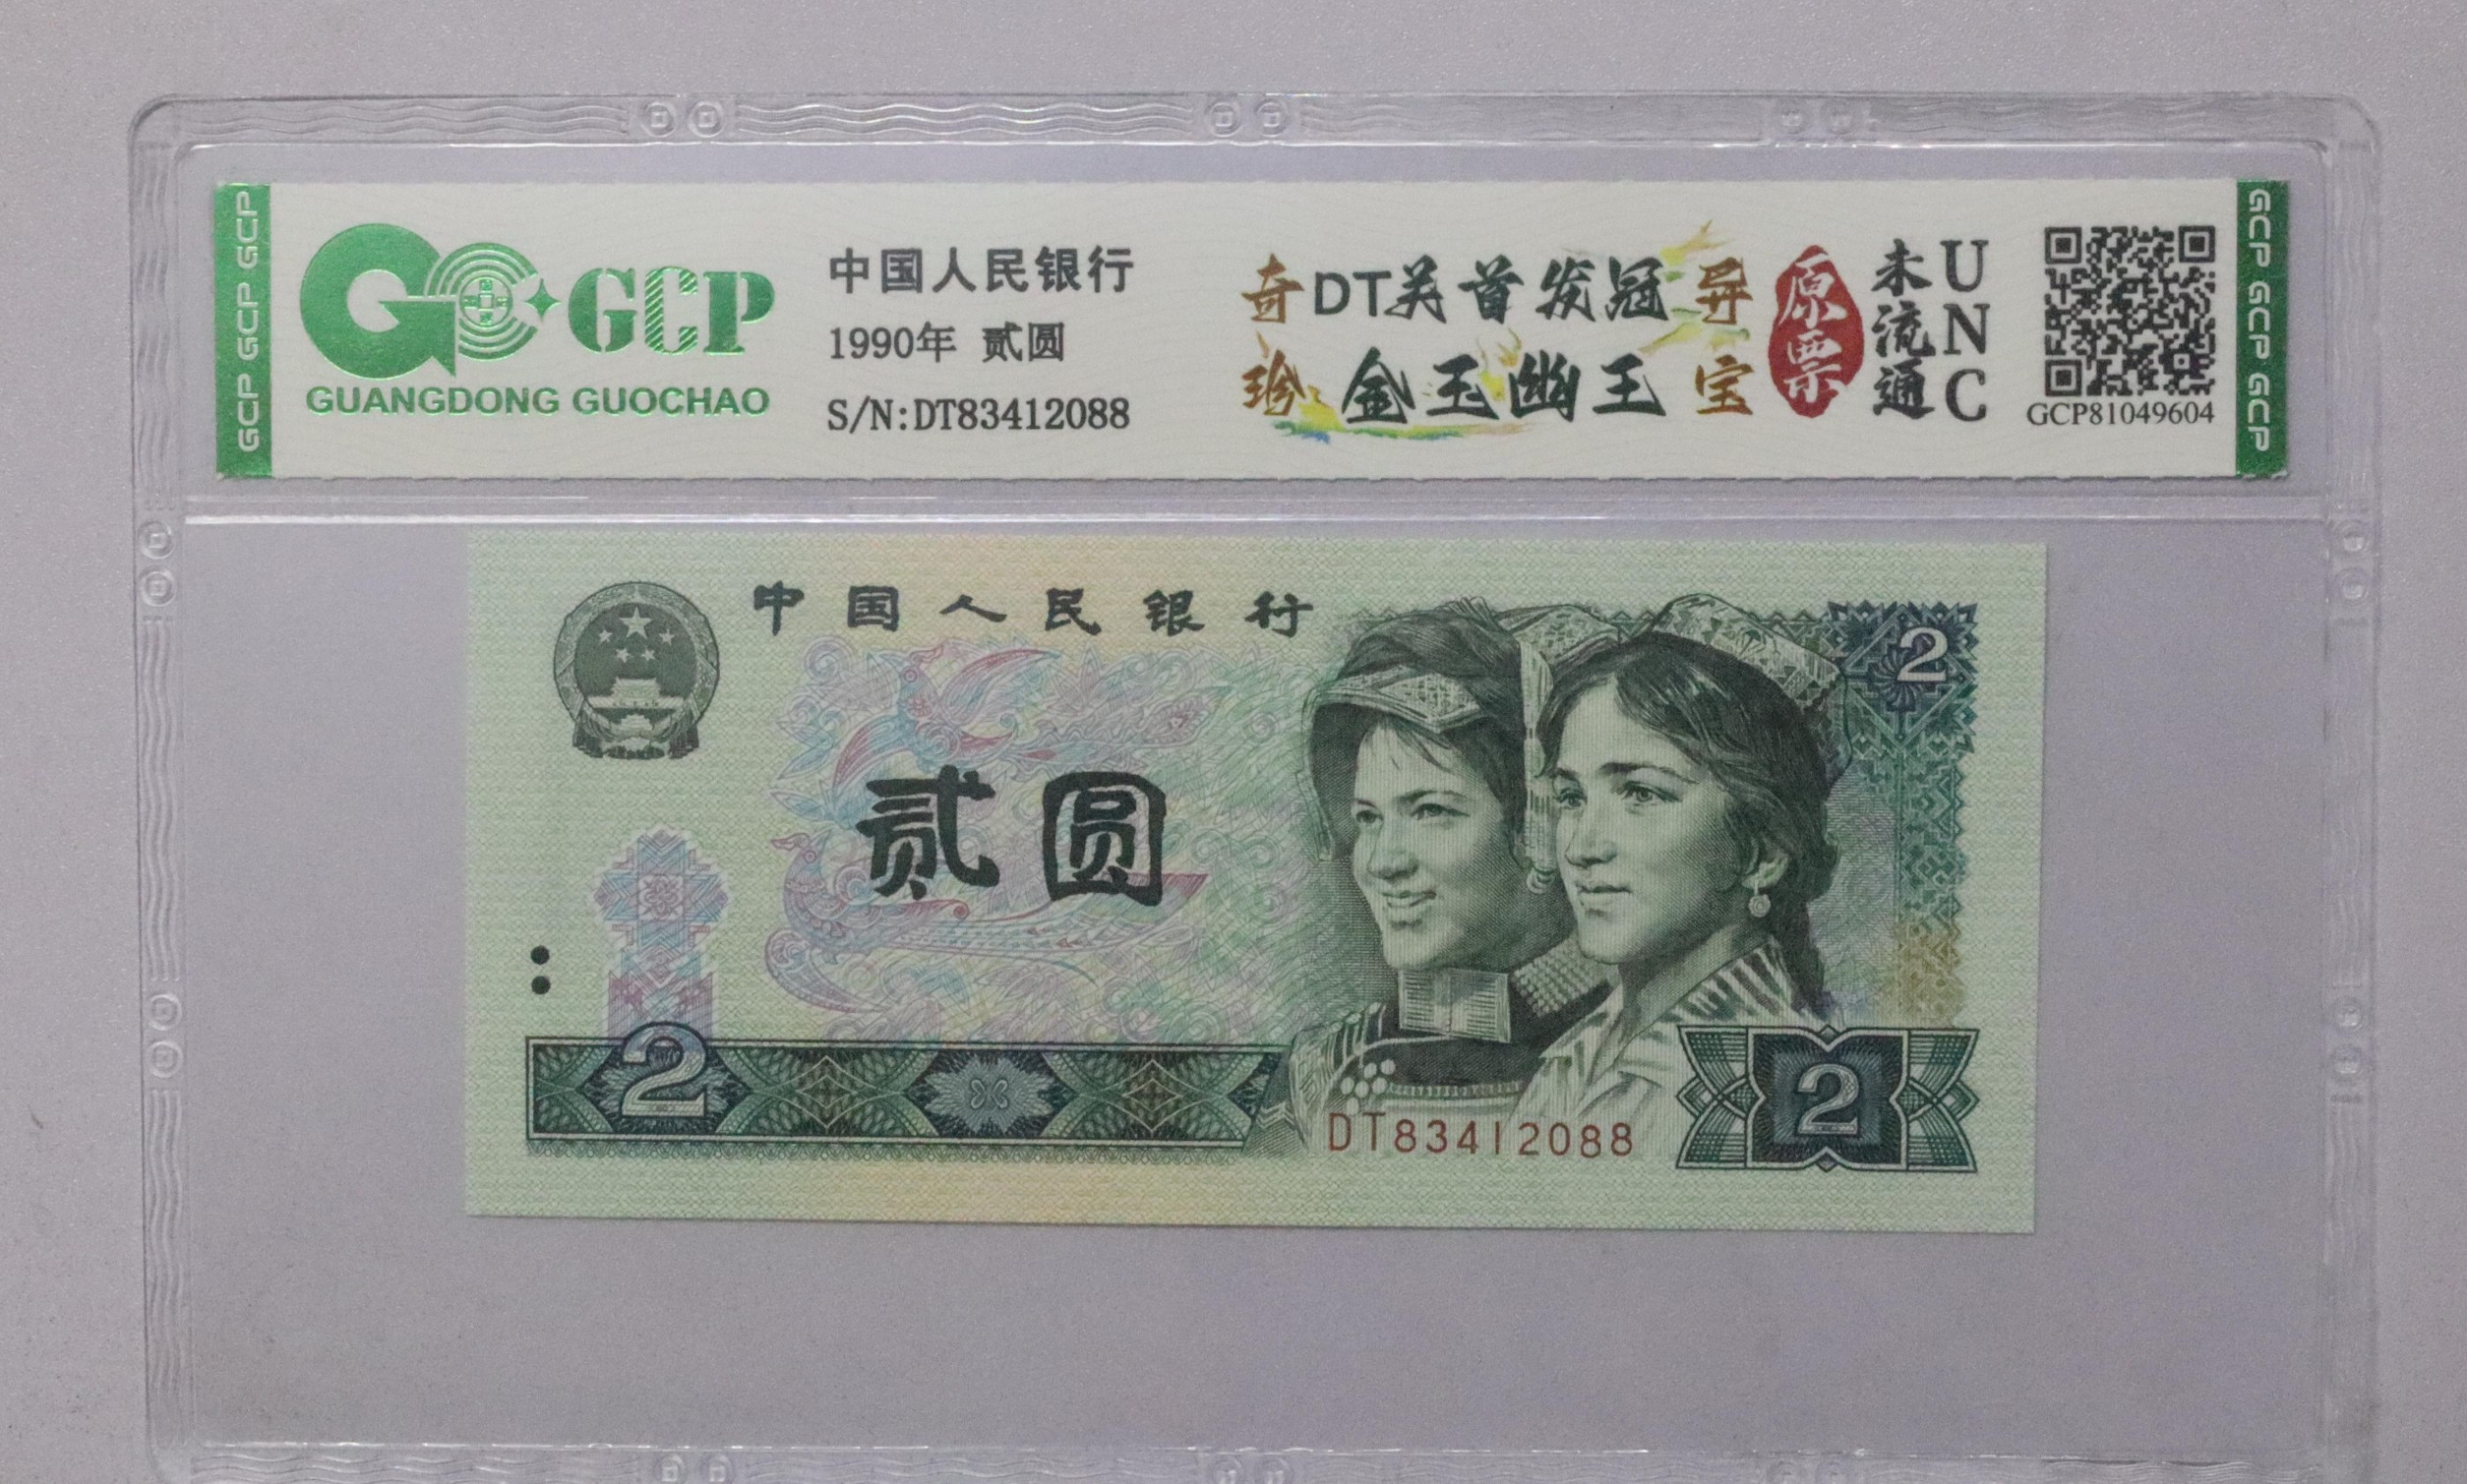 GCP GCP GCP
GCP
GUANGDONG GUOCHAO
中国人民银行
1990年 贰圆
S/N:DT83412088
奇 DT关首发冠 异
珍 金玉幽王 宝
原票
未流通
UNC
GCP81049604
GCP GCP GCP
中国人民银行
2
贰圆
2
DT83412088
2